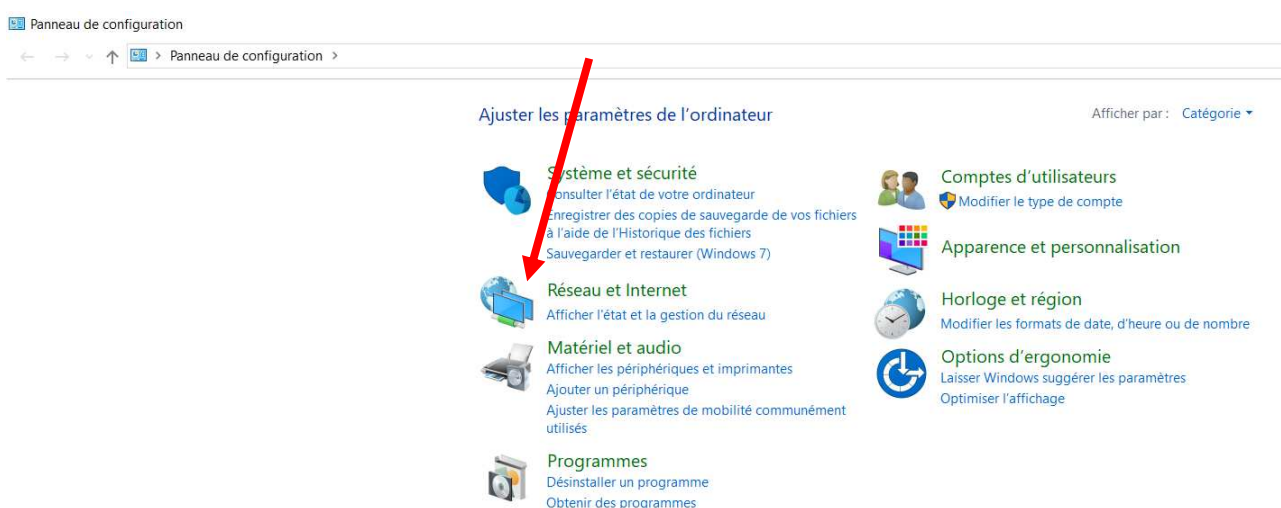 Panneau de configuration
Panneau de configuration
Ajuster les paramètres de l'ordinateur
Afficher par : Catégorie
Système et sécurité
Consulter l'état de votre ordinateur
Enregistrer des copies de sauvegarde de vos fichiers
à l'aide de l'Historique des fichiers
Sauvegarder et restaurer (Windows 7)
Réseau et Internet
Afficher l'état et la gestion du réseau
Matériel et audio
Afficher les périphériques et imprimantes
Ajouter un périphérique
Ajuster les paramètres de mobilité communément
utilisés
Programmes
Désinstaller un programme
Obtenir des programmes
Comptes d'utilisateurs
Modifier le type de compte
Apparence et personnalisation
Horloge et région
Modifier les formats de date, d'heure ou de nombre
Options d'ergonomie
Laisser Windows suggérer les paramètres
Optimiser l'affichage